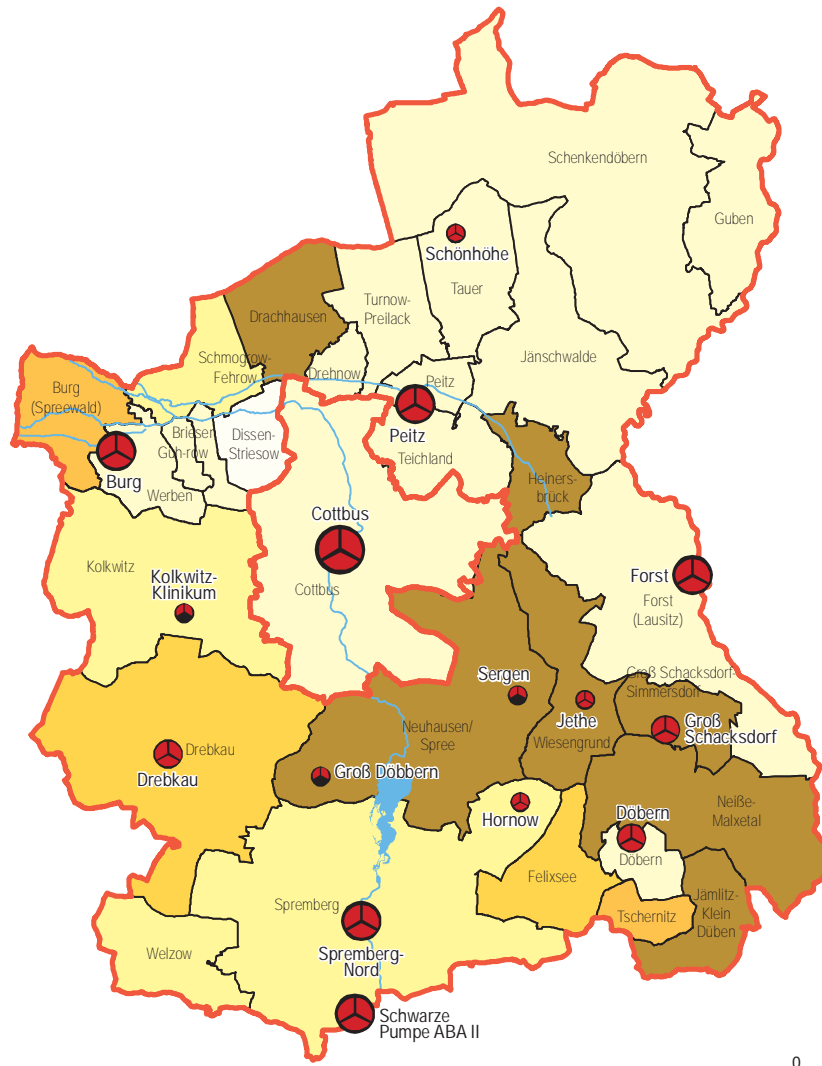 Schenkendöbern
Guben
Schönhöhe
Tauer
Turnow-
Preilack
Drachhausen
Jänschwalde
Schmogrow-
Fehrow
Drehnow
Peitz
Burg
(Spreewald)
Peitz
Briesen
Guh-row
Dissen-
Striesow
Teichland
Burg
Werben
Heiners-
brück
Cottbus
Kolkwitz
Kolkwitz-
Klinikum
Cottbus
Forst
Forst
(Lausitz)
Sergen
Groß Schacksdorf-
Simmersdorf
Jethe
Groß
Schacksdorf
Neuhausen/
Spree
Wiesengrund
Drebkau
Drebkau
Groß Döbbern
Hornow
Döbern
Neiße-
Malxetal
Döbern
Felixsee
Jämlitz-
Klein
Düben
Spremberg
Tschernitz
Welzow
Spremberg-
Nord
Schwarze
Pumpe ABA II
0